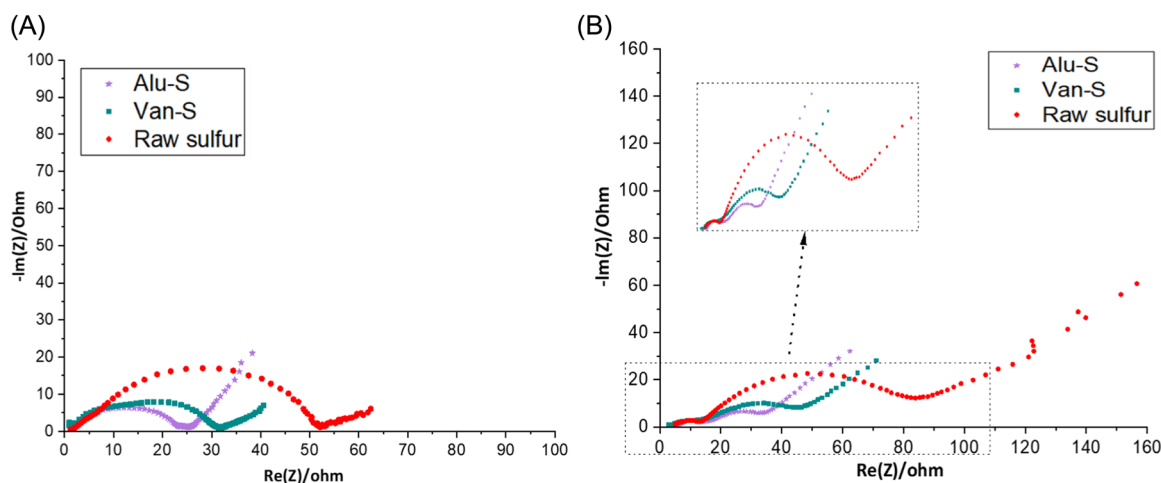 (A)
100
90
80
70
60
50
40
30
20
10
0
-Im(Z)/Ohm
Alu-S
Van-S
Raw sulfur
0 10 20 30 40 50 60 70 80 90 100
Re(Z)/ohm
(B)
160
140
120
100
80
60
40
20
0
-Im(Z)/Ohm
Alu-S
Van-S
Raw sulfur
0 20 40 60 80 100 120 140 160
Re(Z)/ohm